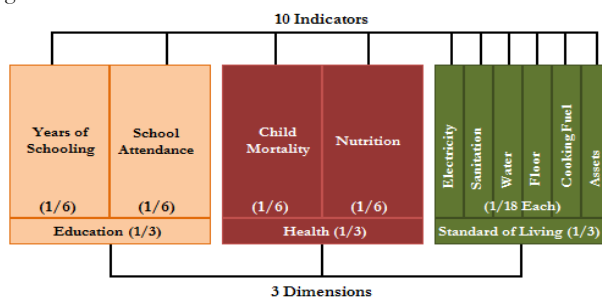 10 Indicators
Years of
Schooling
(1/6)
School
Attendance
(1/6)
Education (1/3)
Child
Mortality
(1/6)
Nutrition
(1/6)
Health (1/3)
Electricity
Sanitation
Water
Floor
Cooking Fuel
Assets
(1/18 Each)
Standard of Living (1/3)
3 Dimensions